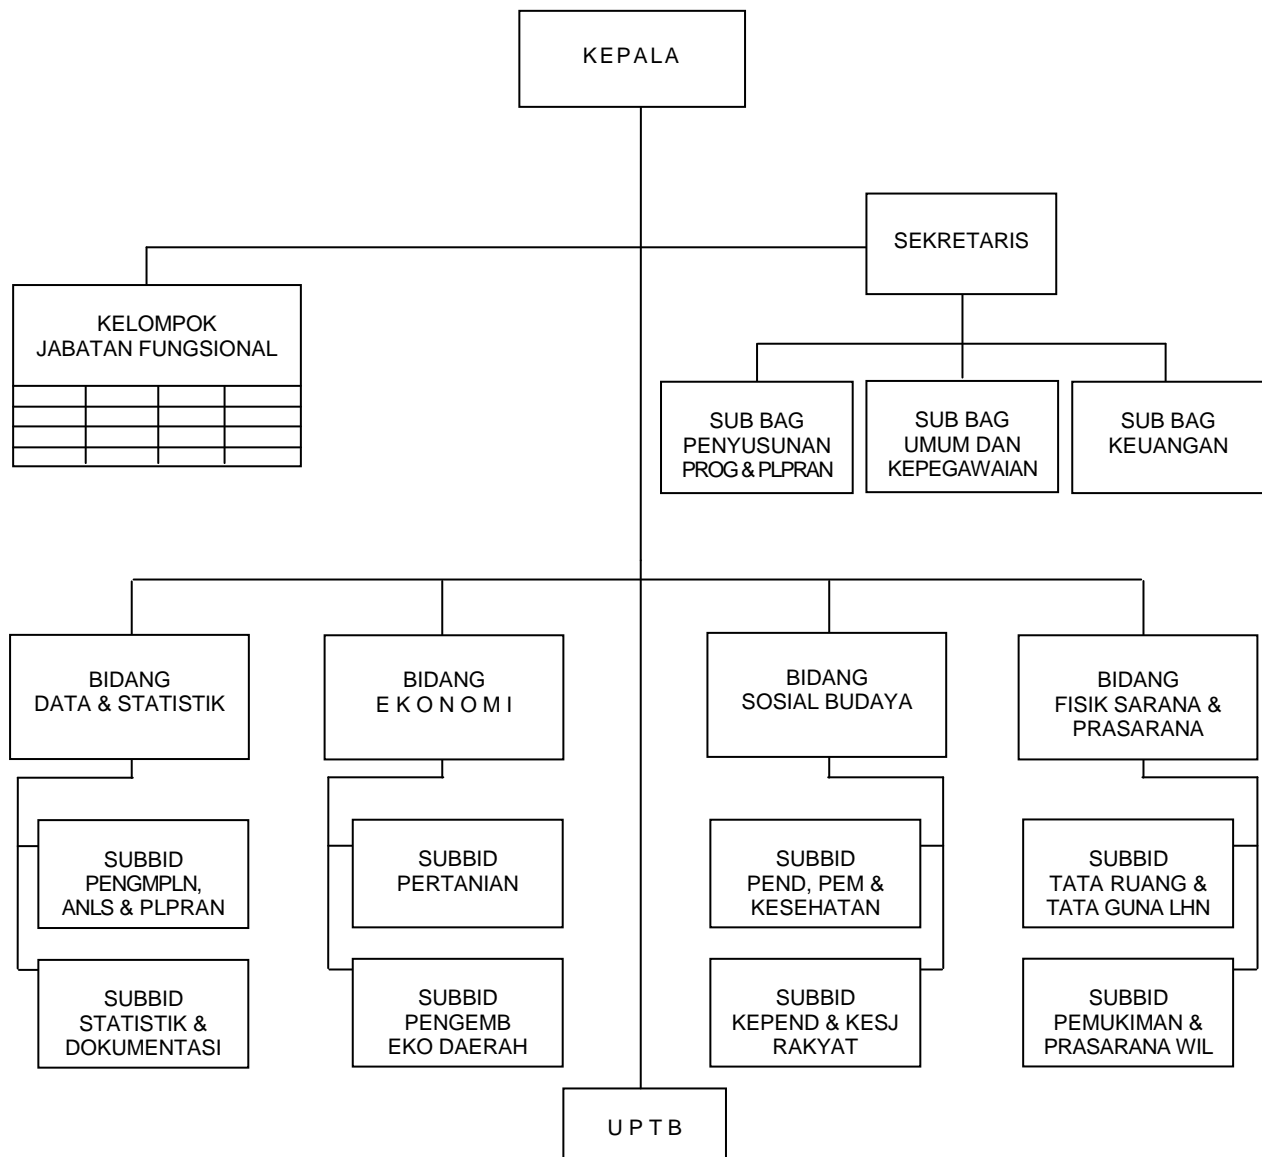 KEPALA
SEKRETARIS
KELOMPOK
JABATAN FUNGSIONAL
SUB BAG
PENYUSUNAN
PROG & PLPRAN
SUB BAG
UMUM DAN
KEPEGAWAIAN
SUB BAG
KEUANGAN
BIDANG
DATA & STATISTIK
BIDANG
E K O N O M I
BIDANG
SOSIAL BUDAYA
BIDANG
FISIK SARANA &
PRASARANA
SUBBID
PENGMPLN,
ANLS & PLPRAN
SUBBID
PERTANIAN
SUBBID
PEND, PEM &
KESEHATAN
SUBBID
TATA RUANG &
TATA GUNA LHN
SUBBID
STATISTIK &
DOKUMENTASI
SUBBID
PENGEMB
EKO DAERAH
SUBBID
KEPEND & KESJ
RAKYAT
SUBBID
PEMUKIMAN &
PRASARANA WIL
U P T B